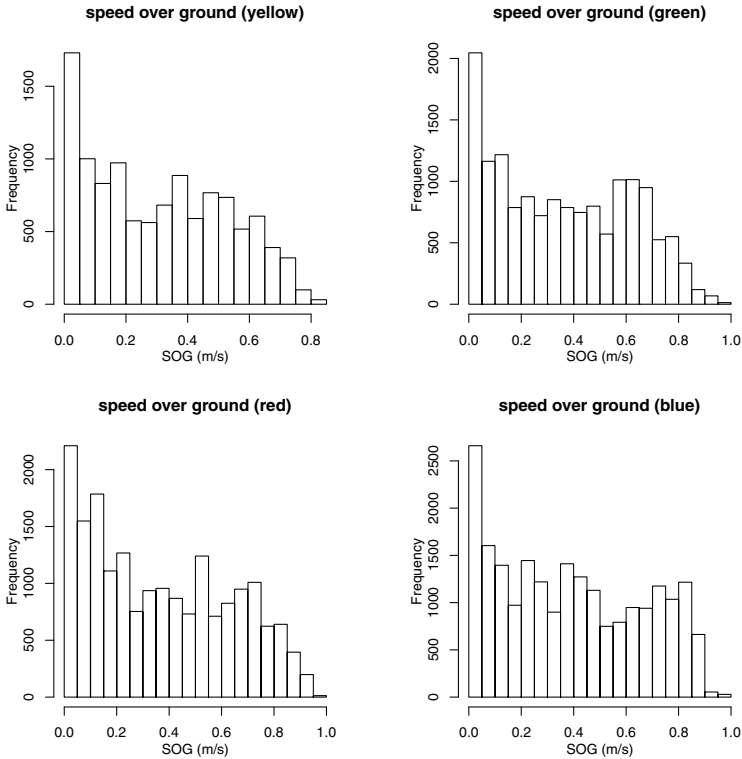 speed over ground (yellow)
Frequency
1500
1000
500
0
0.0 0.2 0.4 0.6 0.8
SOG (m/s)
speed over ground (green)
Frequency
2000
1500
1000
500
0
0.0 0.2 0.4 0.6 0.8 1.0
SOG (m/s)
speed over ground (red)
Frequency
2000
1500
1000
500
0
0.0 0.2 0.4 0.6 0.8 1.0
SOG (m/s)
speed over ground (blue)
Frequency
2500
2000
1500
1000
500
0
0.0 0.2 0.4 0.6 0.8 1.0
SOG (m/s)